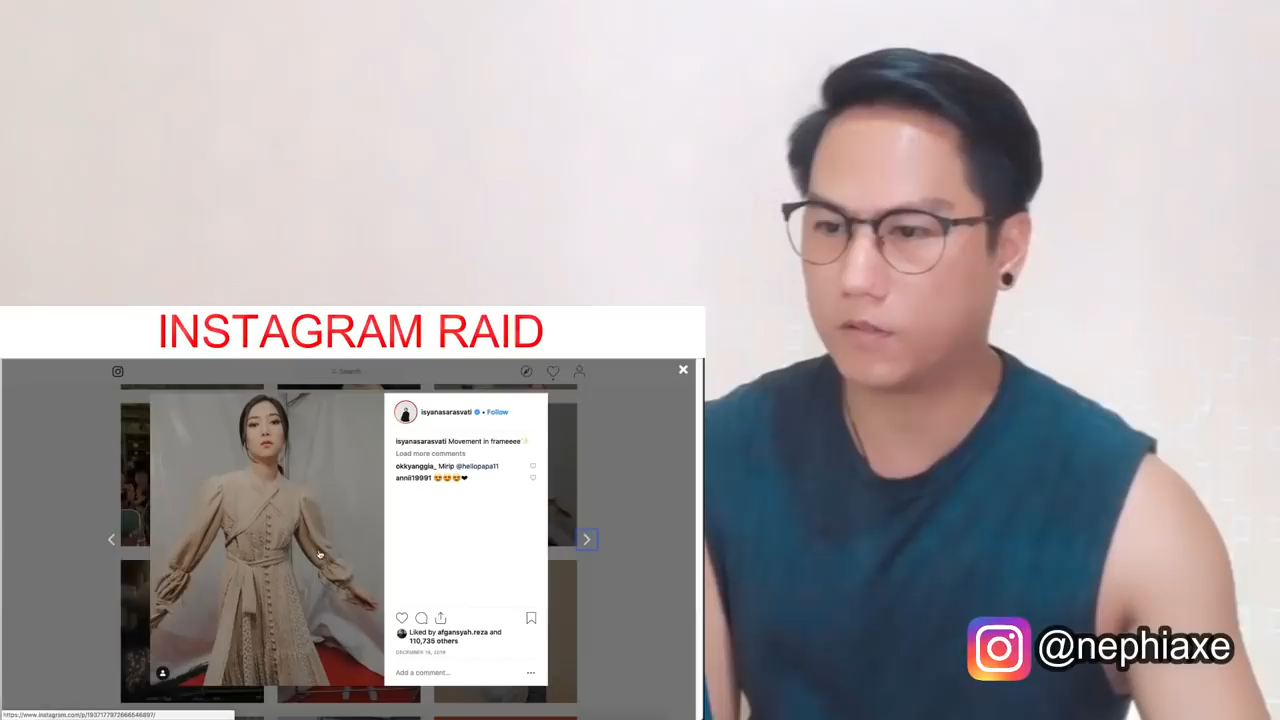 INSTAGRAM RAID
Search
isyanasarasvati • Follow
isyanasarasvati Movement in frameeee✨
Load more comments
okkyanggia_ Mirip @hellopapa11
annii19991 😍😍😍❤
Liked by afgansyah.reza and
110,735 others
Add a comment...
@nephiaxe